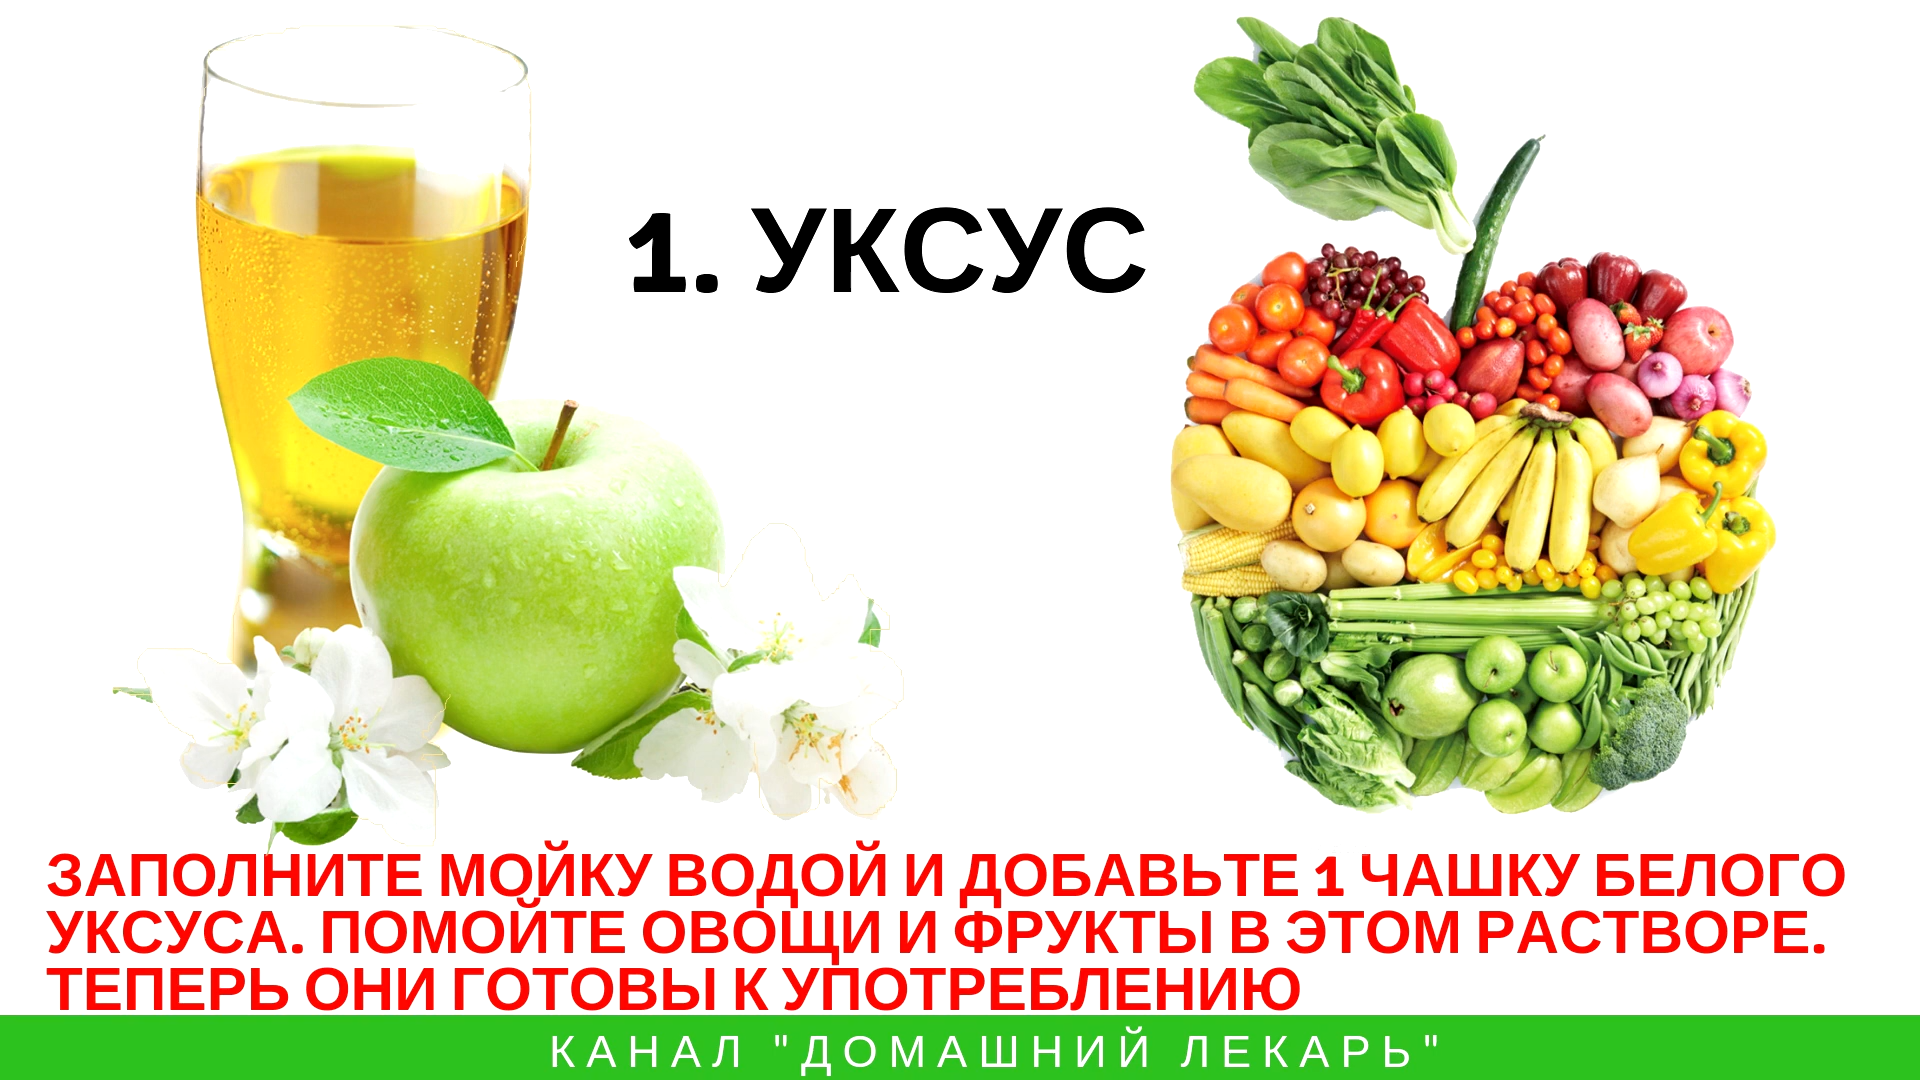 1. УКСУС
ЗАПОЛНИТЕ МОЙКУ ВОДОЙ И ДОБАВЬТЕ 1 ЧАШКУ БЕЛОГО
УКСУСА. ПОМОЙТЕ ОВОЩИ И ФРУКТЫ В ЭТОМ РАСТВОРЕ.
ТЕПЕРЬ ОНИ ГОТОВЫ К УПОТРЕБЛЕНИЮ
КАНАЛ "ДОМАШНИЙ ЛЕКАРЬ"